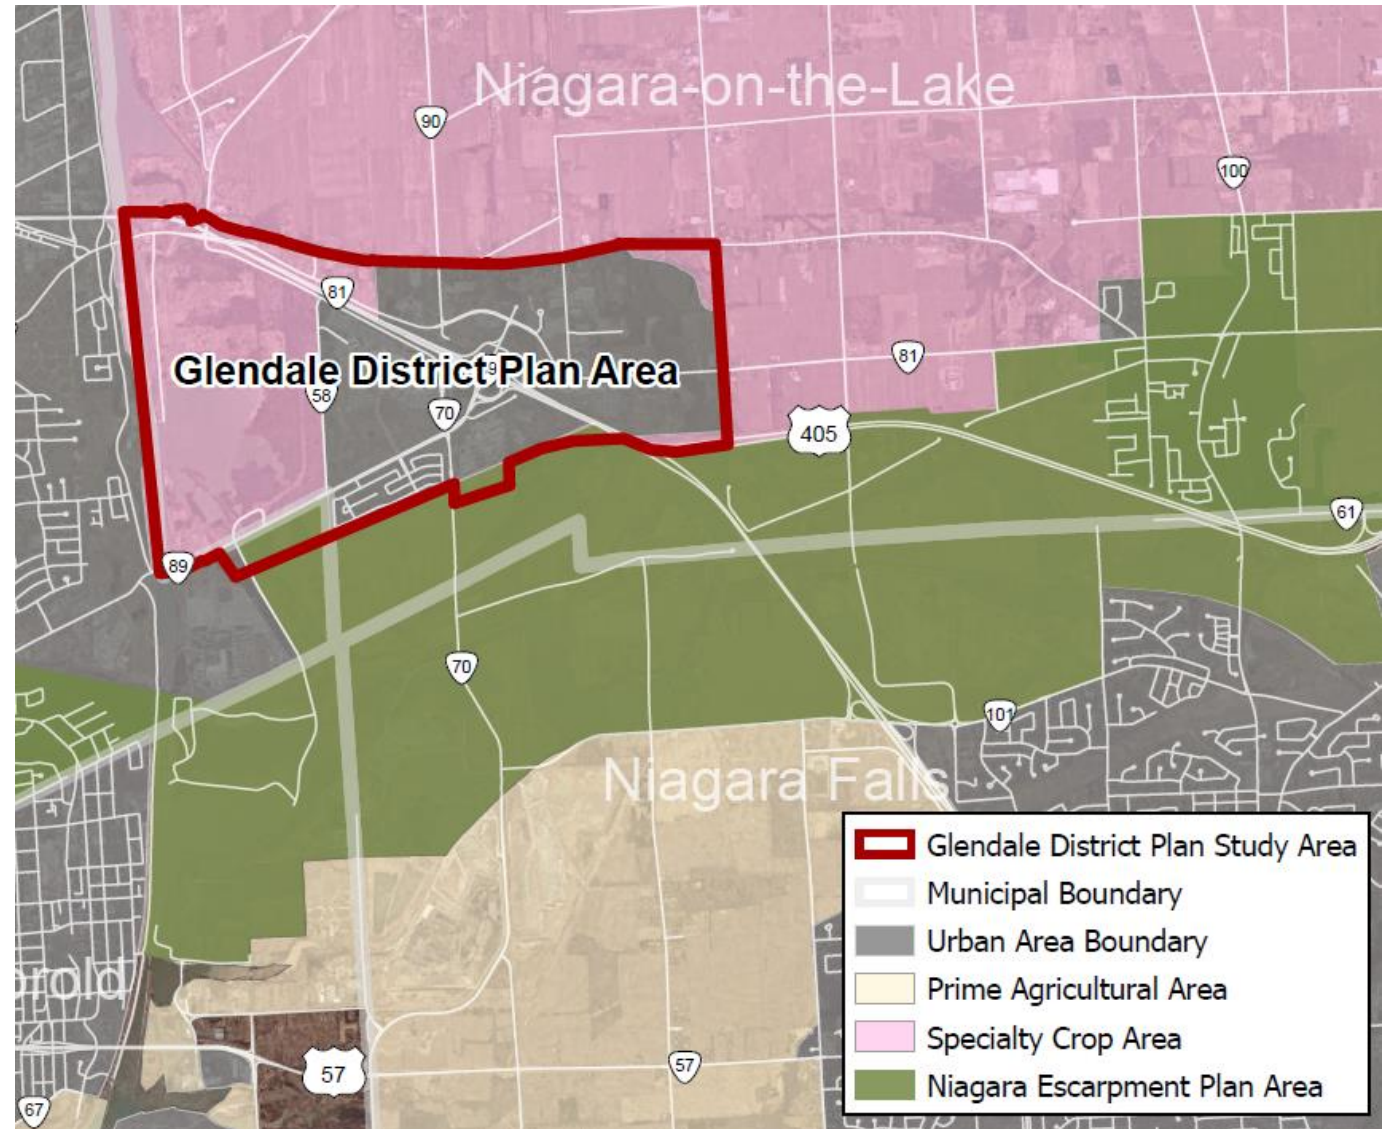 Niagara-on-the-Lake
90
100
81
Glendale District Plan Area
9
81
58
70
405
61
89
70
101
Niagara Falls
Glendale District Plan Study Area
Municipal Boundary
Urban Area Boundary
Prime Agricultural Area
Specialty Crop Area
Niagara Escarpment Plan Area
orold
57
57
67